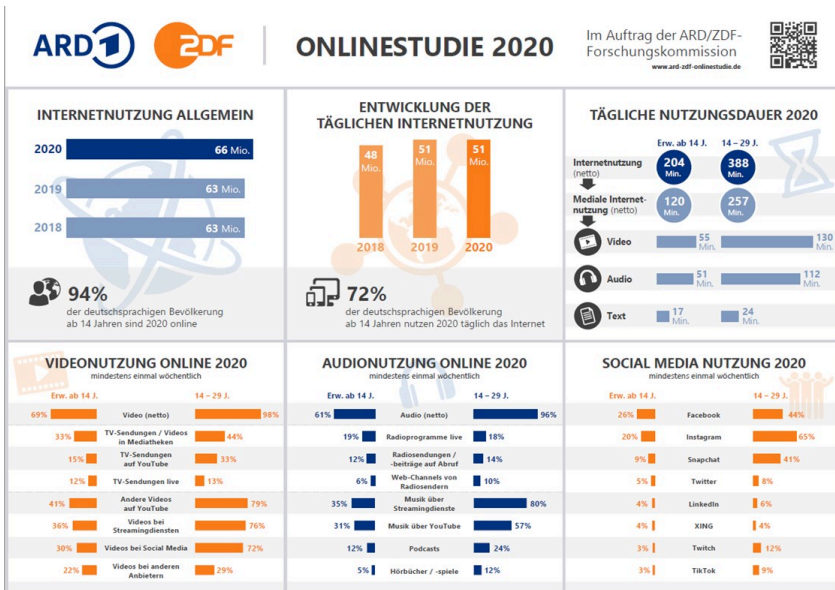 ARD 1
ZDF
ONLINESTUDIE 2020
Im Auftrag der ARD/ZDF-
Forschungskommission
www.ard-zdf-onlinestudie.de
INTERNETNUTZUNG ALLGEMEIN
2020 66 Mio.
2019 63 Mio.
2018 63 Mio.
94%
der deutschsprachigen Bevölkerung
ab 14 Jahren sind 2020 online
ENTWICKLUNG DER
TÄGLICHEN INTERNETNUTZUNG
48 Mio. 51 Mio. 51 Mio.
2018 2019 2020
72%
der deutschsprachigen Bevölkerung
ab 14 Jahren nutzen 2020 täglich das Internet
TÄGLICHE NUTZUNGSDAUER 2020
Erw. ab 14 J. 14 – 29 J.
Internetnutzung (netto) 204 Min. 388 Min.
Mediale Internet-
nutzung (netto) 120 Min. 257 Min.
Video 55 Min. 130 Min.
Audio 51 Min. 112 Min.
Text 17 Min. 24 Min.
VIDEONUTZUNG ONLINE 2020
mindestens einmal wöchentlich
Erw. ab 14 J. 14 – 29 J.
69% Video (netto) 98%
33% TV-Sendungen / Videos
in Mediatheken 44%
15% TV-Sendungen
auf YouTube 33%
12% TV-Sendungen live 13%
41% Andere Videos
auf YouTube 79%
36% Videos bei
Streamingdiensten 76%
30% Videos bei Social Media 72%
22% Videos bei anderen
Anbietern 29%
AUDIONUTZUNG ONLINE 2020
mindestens einmal wöchentlich
Erw. ab 14 J. 14 – 29 J.
61% Audio (netto) 96%
19% Radioprogramme live 18%
12% Radiosendungen /
-beiträge auf Abruf 14%
6% Web-Channels von
Radiosendern 10%
35% Musik über
Streamingdienste 80%
31% Musik über YouTube 57%
12% Podcasts 24%
5% Hörbücher / -spiele 12%
SOCIAL MEDIA NUTZUNG 2020
mindestens einmal wöchentlich
Erw. ab 14 J. 14 – 29 J.
26% Facebook 44%
20% Instagram 65%
9% Snapchat 41%
5% Twitter 8%
4% LinkedIn 6%
4% XING 4%
3% Twitch 12%
3% TikTok 9%